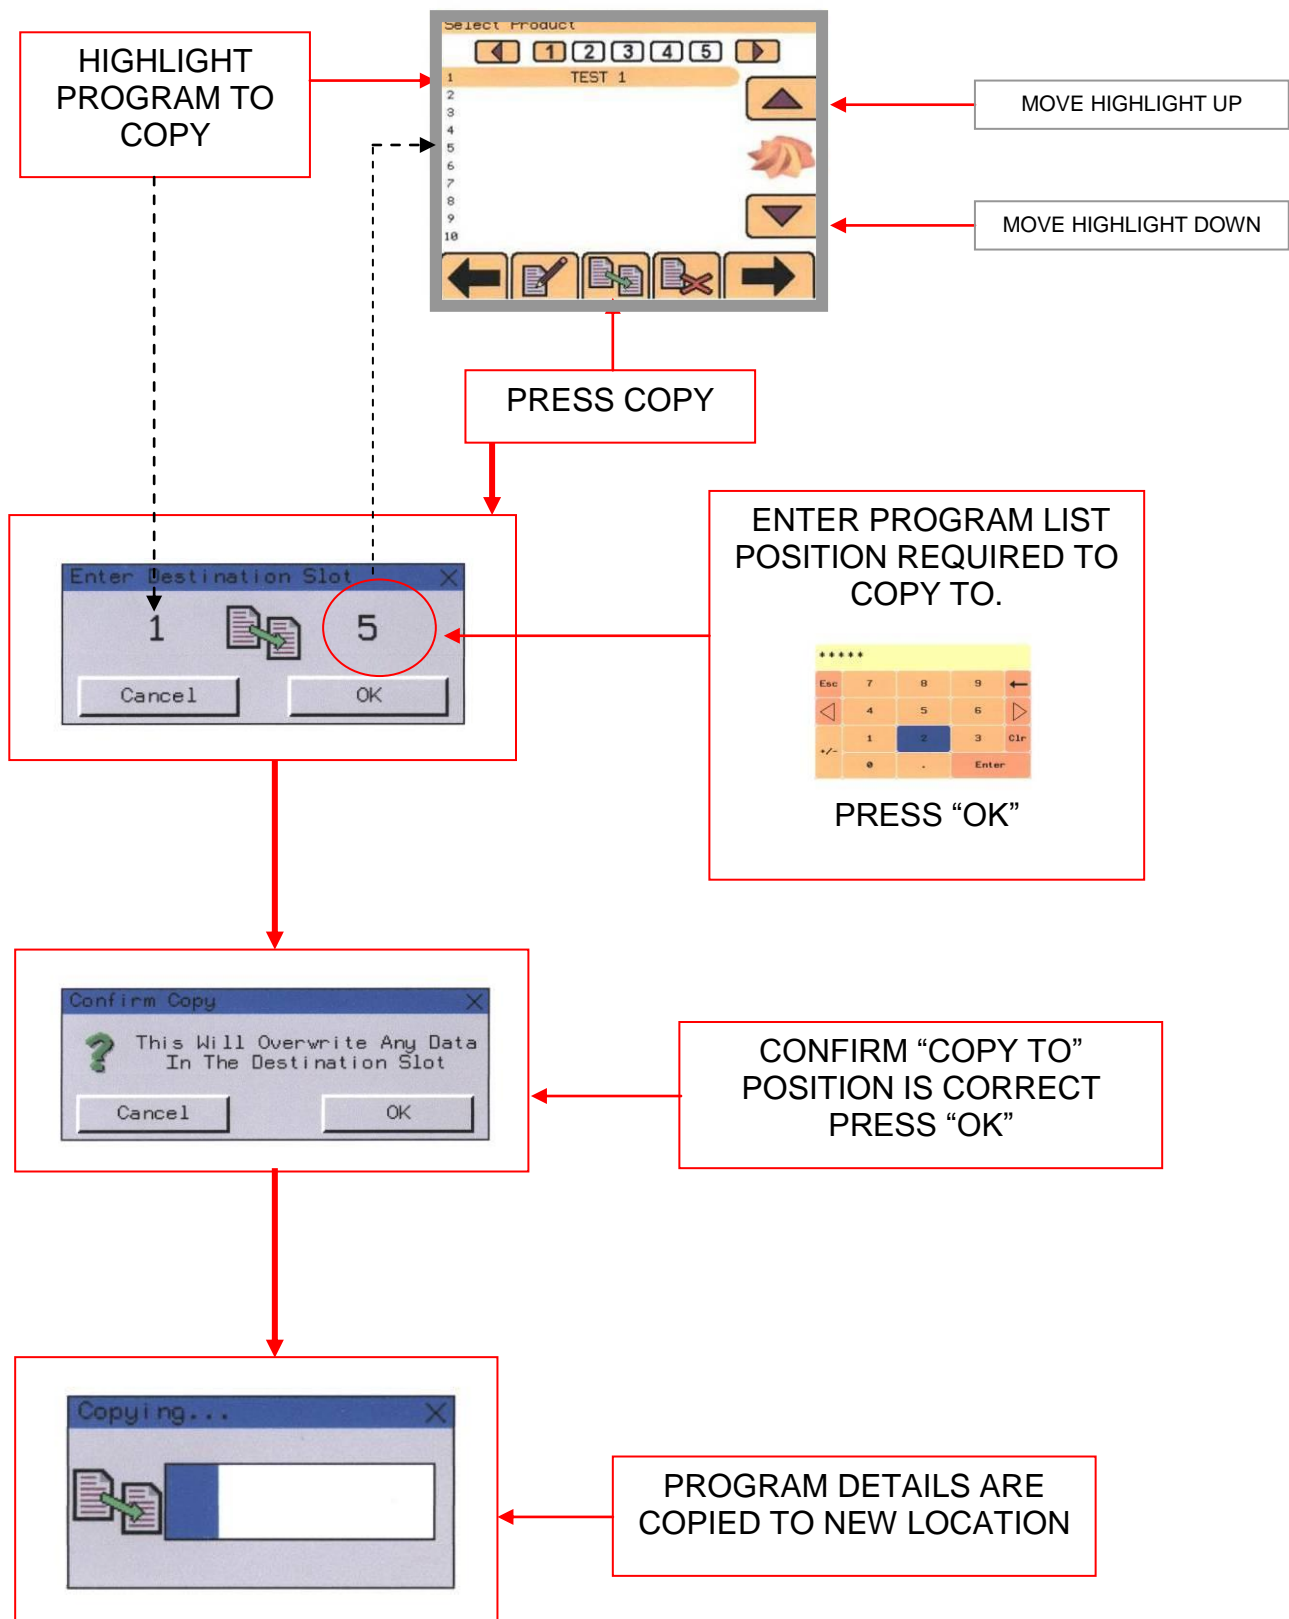 HIGHLIGHT
PROGRAM TO
COPY
Select Product
1 2 3 4 5
1 TEST 1
2
3
4
5
6
7
8
9
10
MOVE HIGHLIGHT UP
MOVE HIGHLIGHT DOWN
PRESS COPY
Enter Destination Slot
1 5
Cancel OK
ENTER PROGRAM LIST
POSITION REQUIRED TO
COPY TO.
*****
Esc 7 8 9
4 5 6
+/- 1 2 3 Clr
0 . Enter
PRESS “OK”
Confirm Copy
? This Will Overwrite Any Data
In The Destination Slot
Cancel OK
CONFIRM “COPY TO”
POSITION IS CORRECT
PRESS “OK”
Copying...
PROGRAM DETAILS ARE
COPIED TO NEW LOCATION